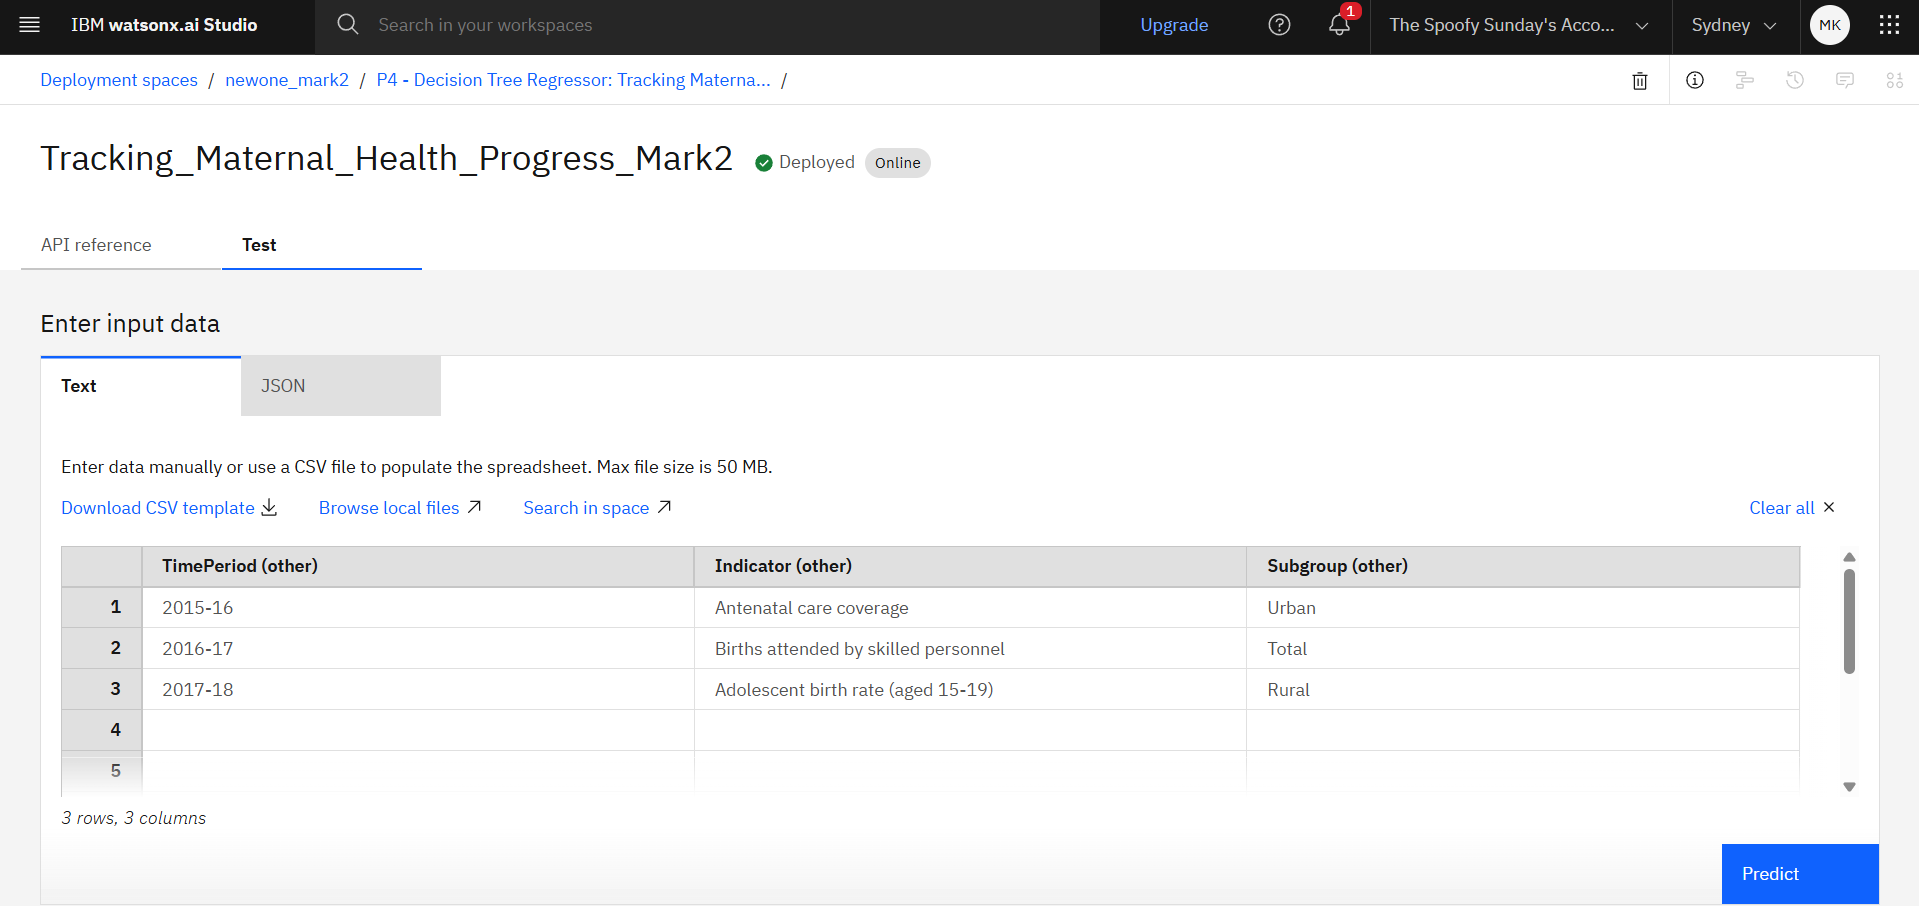 IBM watsonx.ai Studio
Search in your workspaces
Upgrade
1
The Spoofy Sunday's Acco...
Sydney
MK
Deployment spaces / newone_mark2 / P4 - Decision Tree Regressor: Tracking Materna... /
Tracking_Maternal_Health_Progress_Mark2 Deployed Online
API reference Test
Enter input data
Text JSON
Enter data manually or use a CSV file to populate the spreadsheet. Max file size is 50 MB.
Download CSV template Browse local files Search in space Clear all ×
TimePeriod (other) Indicator (other) Subgroup (other)
1 2015-16 Antenatal care coverage Urban
2 2016-17 Births attended by skilled personnel Total
3 2017-18 Adolescent birth rate (aged 15-19) Rural
4
5
3 rows, 3 columns
Predict